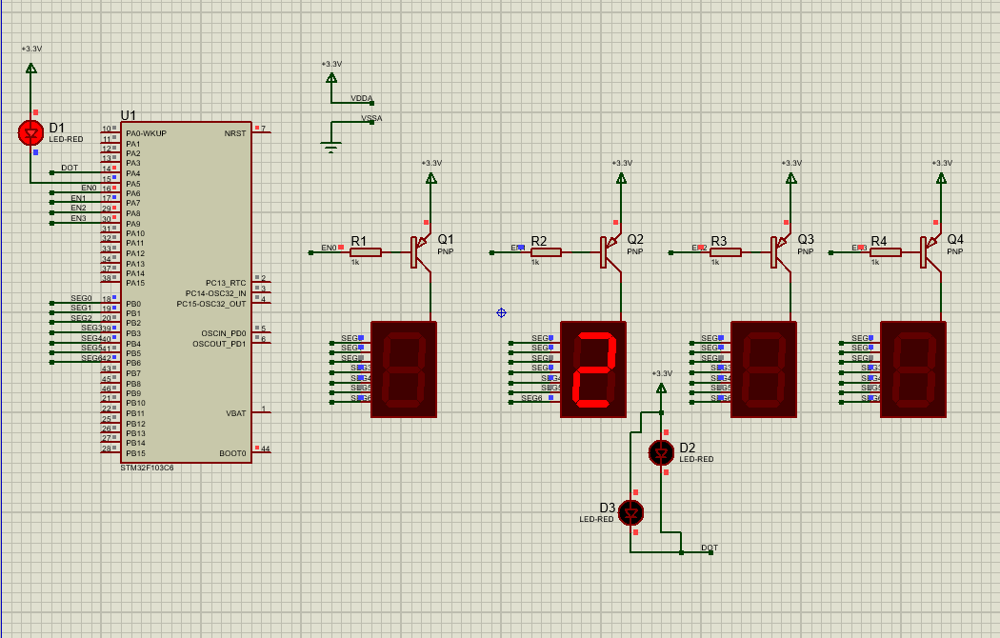 +3.3V
D1
LED-RED
+3.3V
VDDA
VSSA
U1
10 PA0-WKUP NRST 7
11 PA1
12 PA2
13 PA3
DOT 14 PA4
15 PA5
EN0 16 PA6
EN1 17 PA7
EN2 29 PA8
EN3 30 PA9
31 PA10
32 PA11
33 PA12
34 PA13
37 PA14
38 PA15
PC13_RTC 2
PC14-OSC32_IN 3
PC15-OSC32_OUT 4
SEG0 18 PB0
SEG1 19 PB1
SEG2 20 PB2
SEG3 39 PB3 OSCIN_PD0 5
SEG4 40 PB4 OSCOUT_PD1 6
SEG5 41 PB5
SEG6 42 PB6
43 PB7
45 PB8
46 PB9
21 PB10
22 PB11 VBAT 1
25 PB12
26 PB13
27 PB14
28 PB15 BOOT0 44
STM32F103C6
+3.3V +3.3V +3.3V +3.3V
EN0 R1 1k Q1 PNP
R2 1k Q2 PNP
R3 1k Q3 PNP
R4 1k Q4 PNP
SEG6
+3.3V
D2
LED-RED
D3
LED-RED
DOT